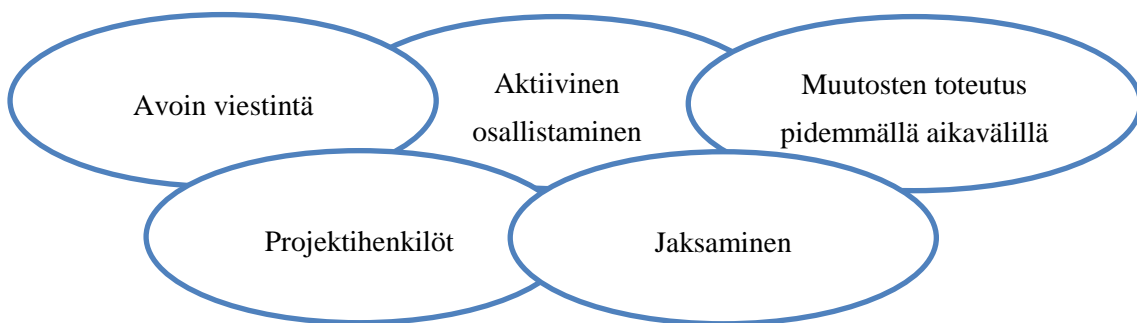 Avoin viestintä
Aktiivinen
osallistaminen
Muutosten toteutus
pidemmällä aikavälillä
Projektihenkilöt
Jaksaminen